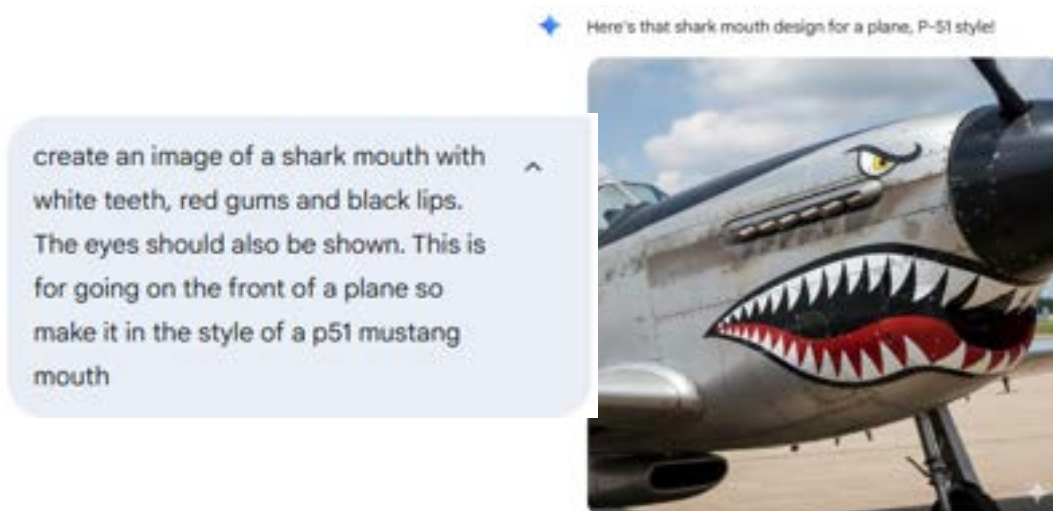 Here's that shark mouth design for a plane, P-51 style!
create an image of a shark mouth with
white teeth, red gums and black lips.
The eyes should also be shown. This is
for going on the front of a plane so
make it in the style of a p51 mustang
mouth